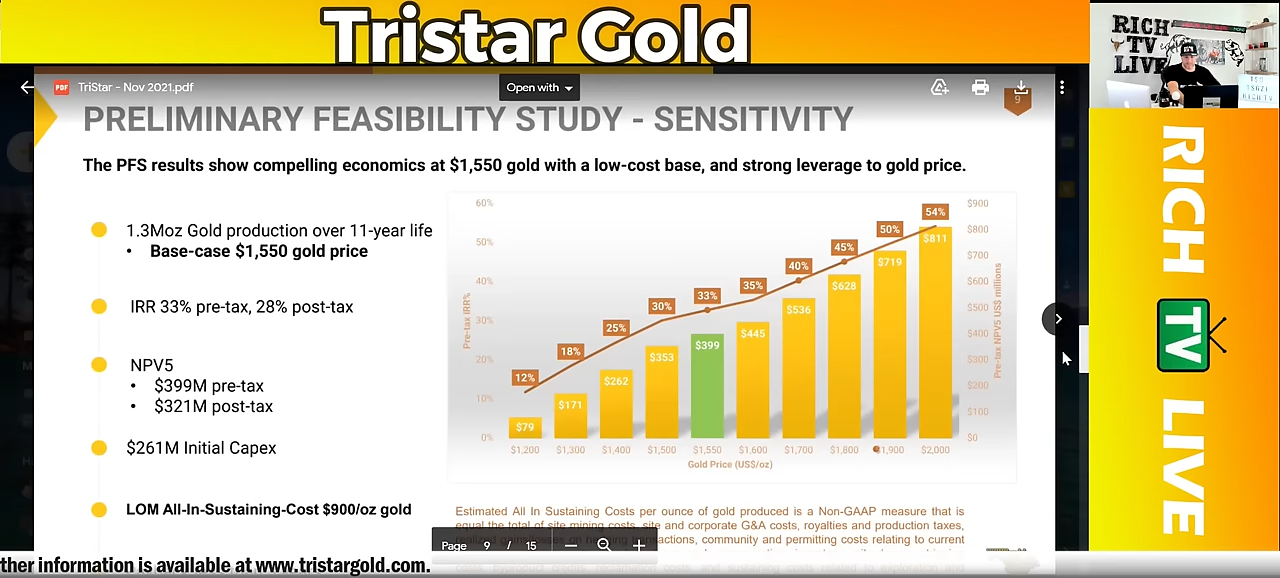 Tristar Gold
RICH
TV
LIVE
PDF
TriStar - Nov 2021.pdf
Open with
9
PRELIMINARY FEASIBILITY STUDY - SENSITIVITY
The PFS results show compelling economics at $1,550 gold with a low-cost base, and strong leverage to gold price.
1.3Moz Gold production over 11-year life
• Base-case $1,550 gold price
IRR 33% pre-tax, 28% post-tax
NPV5
• $399M pre-tax
• $321M post-tax
$261M Initial Capex
LOM All-In-Sustaining-Cost $900/oz gold
60%
50%
40%
30%
20%
10%
0%
Pre-tax IRR%
12%
18%
25%
30%
33%
35%
40%
45%
50%
54%
$79
$171
$262
$353
$399
$445
$536
$628
$719
$811
$900
$800
$700
$600
$500
$400
$300
$200
$100
$0
Pre-tax NPV5 US$ millions
$1,200
$1,300
$1,400
$1,500
$1,550
$1,600
$1,700
$1,800
$1,900
$2,000
Gold Price (US$/oz)
Estimated All In Sustaining Costs per ounce of gold produced is a Non-GAAP measure that is
equal the total of site mining costs, site and corporate G&A costs, royalties and production taxes,
community and permitting costs relating to current
Page 9 / 15
RICH
TV
LIVE
ther information is available at www.tristargold.com.